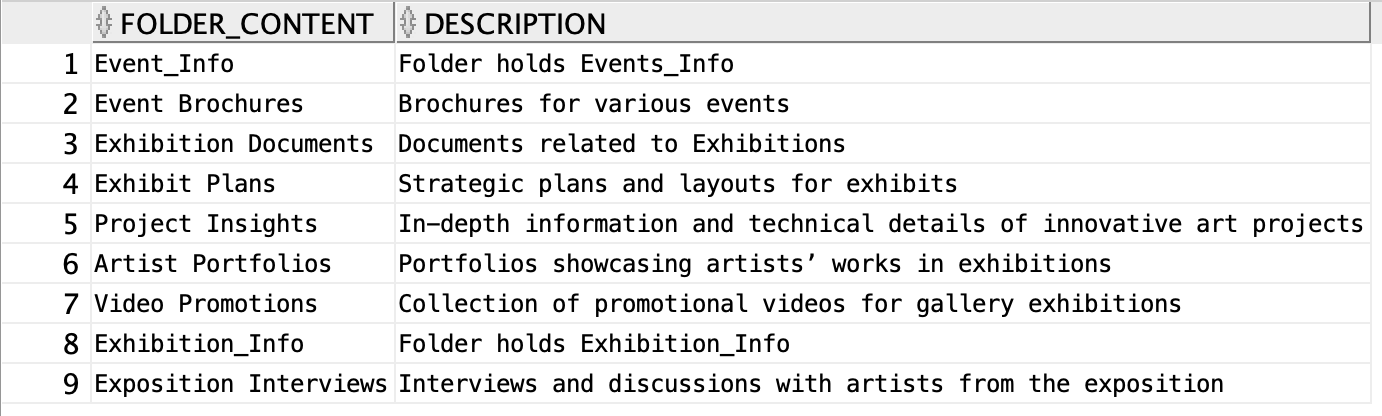 FOLDER_CONTENT DESCRIPTION
1 Event_Info Folder holds Events_Info
2 Event Brochures Brochures for various events
3 Exhibition Documents Documents related to Exhibitions
4 Exhibit Plans Strategic plans and layouts for exhibits
5 Project Insights In-depth information and technical details of innovative art projects
6 Artist Portfolios Portfolios showcasing artists’ works in exhibitions
7 Video Promotions Collection of promotional videos for gallery exhibitions
8 Exhibition_Info Folder holds Exhibition_Info
9 Exposition Interviews Interviews and discussions with artists from the exposition